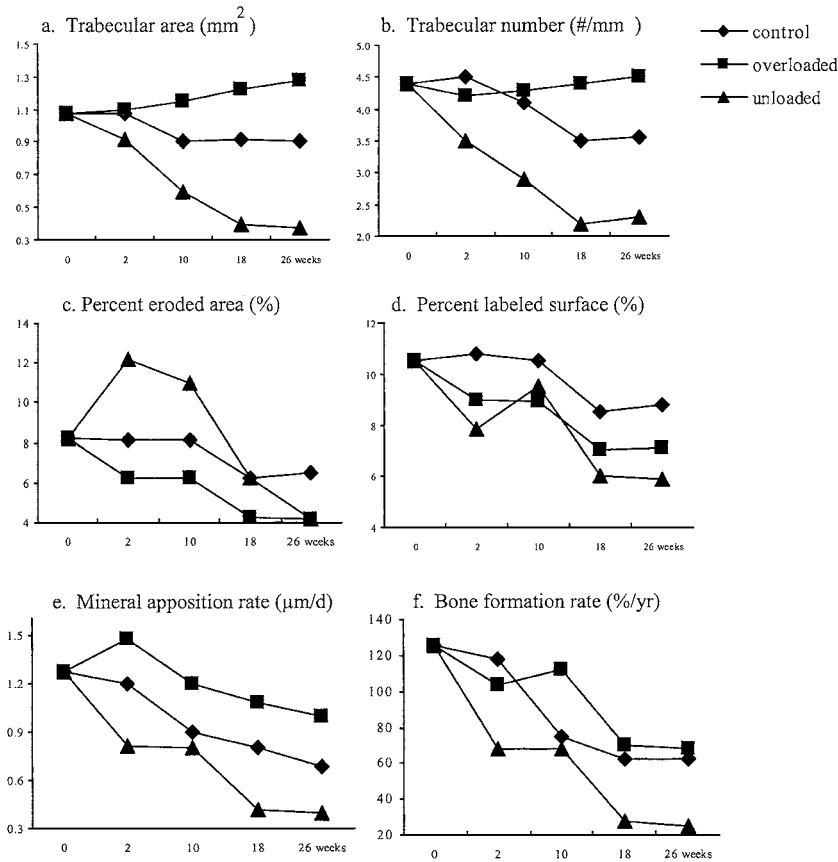 a. Trabecular area (mm2)
1.5
1.3
1.1
0.9
0.7
0.5
0.3
0 2 10 18 26 weeks
b. Trabecular number (#/mm )
5.0
4.5
4.0
3.5
3.0
2.5
2.0
0 2 10 18 26 weeks
control
overloaded
unloaded
c. Percent eroded area (%)
14
12
10
8
6
4
0 2 10 18 26 weeks
d. Percent labeled surface (%)
12
10
8
6
4
0 2 10 18 26 weeks
e. Mineral apposition rate (µm/d)
1.5
1.2
0.9
0.6
0.3
0 2 10 18 26 weeks
f. Bone formation rate (%/yr)
140
120
100
80
60
40
20
0 2 10 18 26 weeks